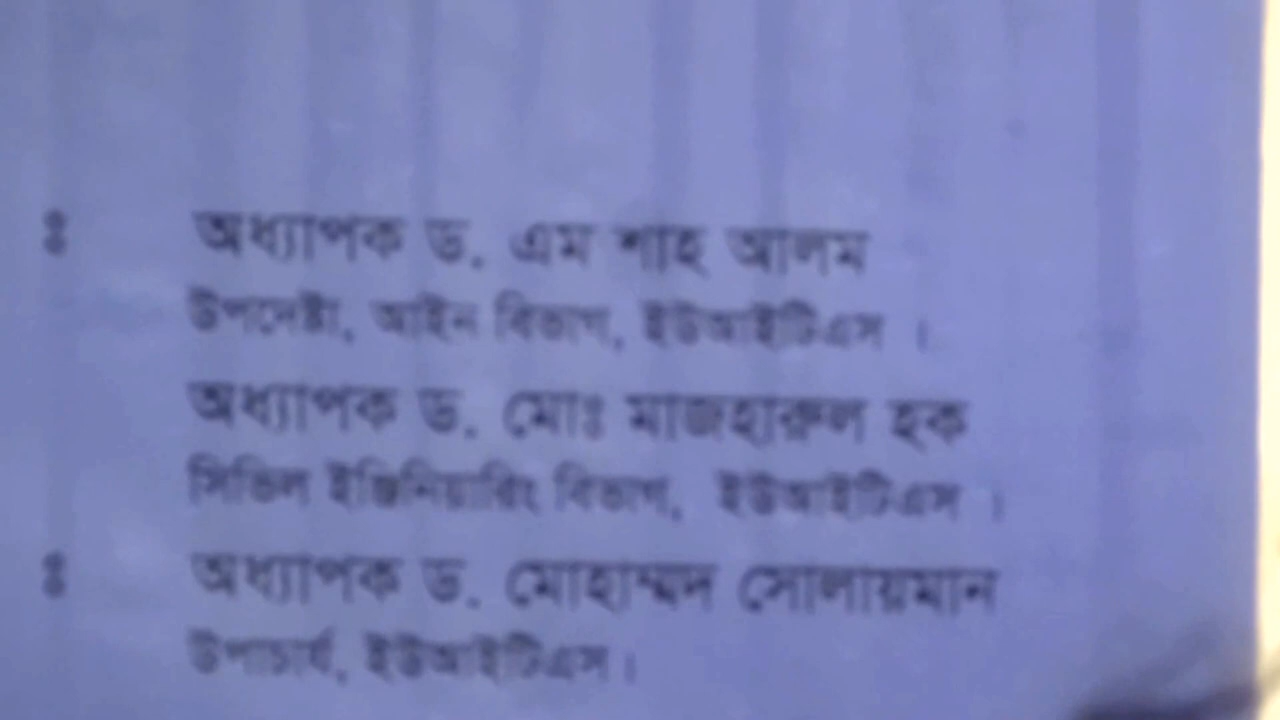 ঃ অধ্যাপক ড. এম শাহ আলম
উপদেষ্টা, আইন বিভাগ, ইউআইটিএস ।
অধ্যাপক ড. মোঃ মাজহারুল হক
সিভিল ইঞ্জিনিয়ারিং বিভাগ, ইউআইটিএস ।
ঃ অধ্যাপক ড. মোহাম্মদ সোলায়মান
উপাচার্য, ইউআইটিএস।